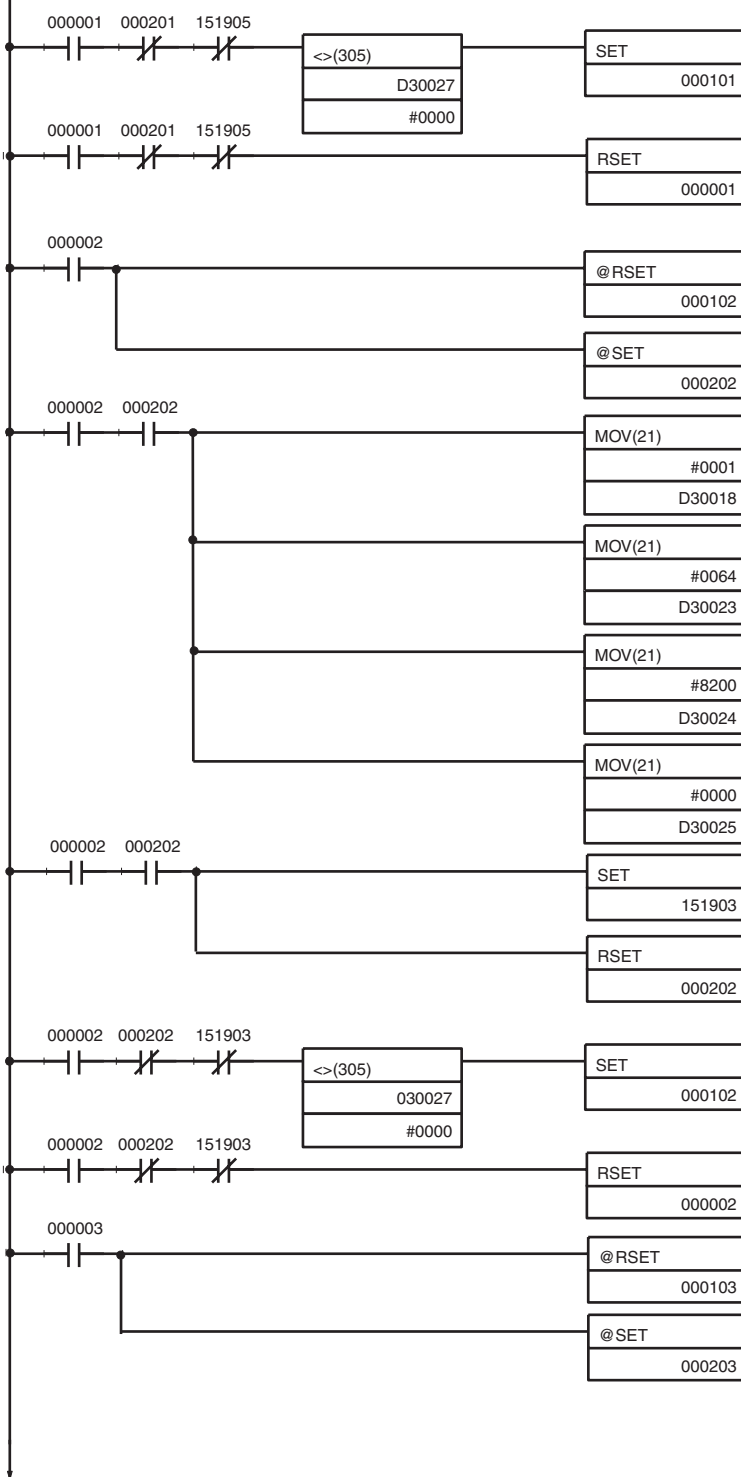 000001 000201 151905
<>(305)
D30027
#0000
SET
000101
000001 000201 151905
RSET
000001
000002
@RSET
000102
@SET
000202
000002 000202
MOV(21)
#0001
D30018
MOV(21)
#0064
D30023
MOV(21)
#8200
D30024
MOV(21)
#0000
D30025
000002 000202
SET
151903
RSET
000202
000002 000202 151903
<>(305)
030027
#0000
SET
000102
000002 000202 151903
RSET
000002
000003
@RSET
000103
@SET
000203